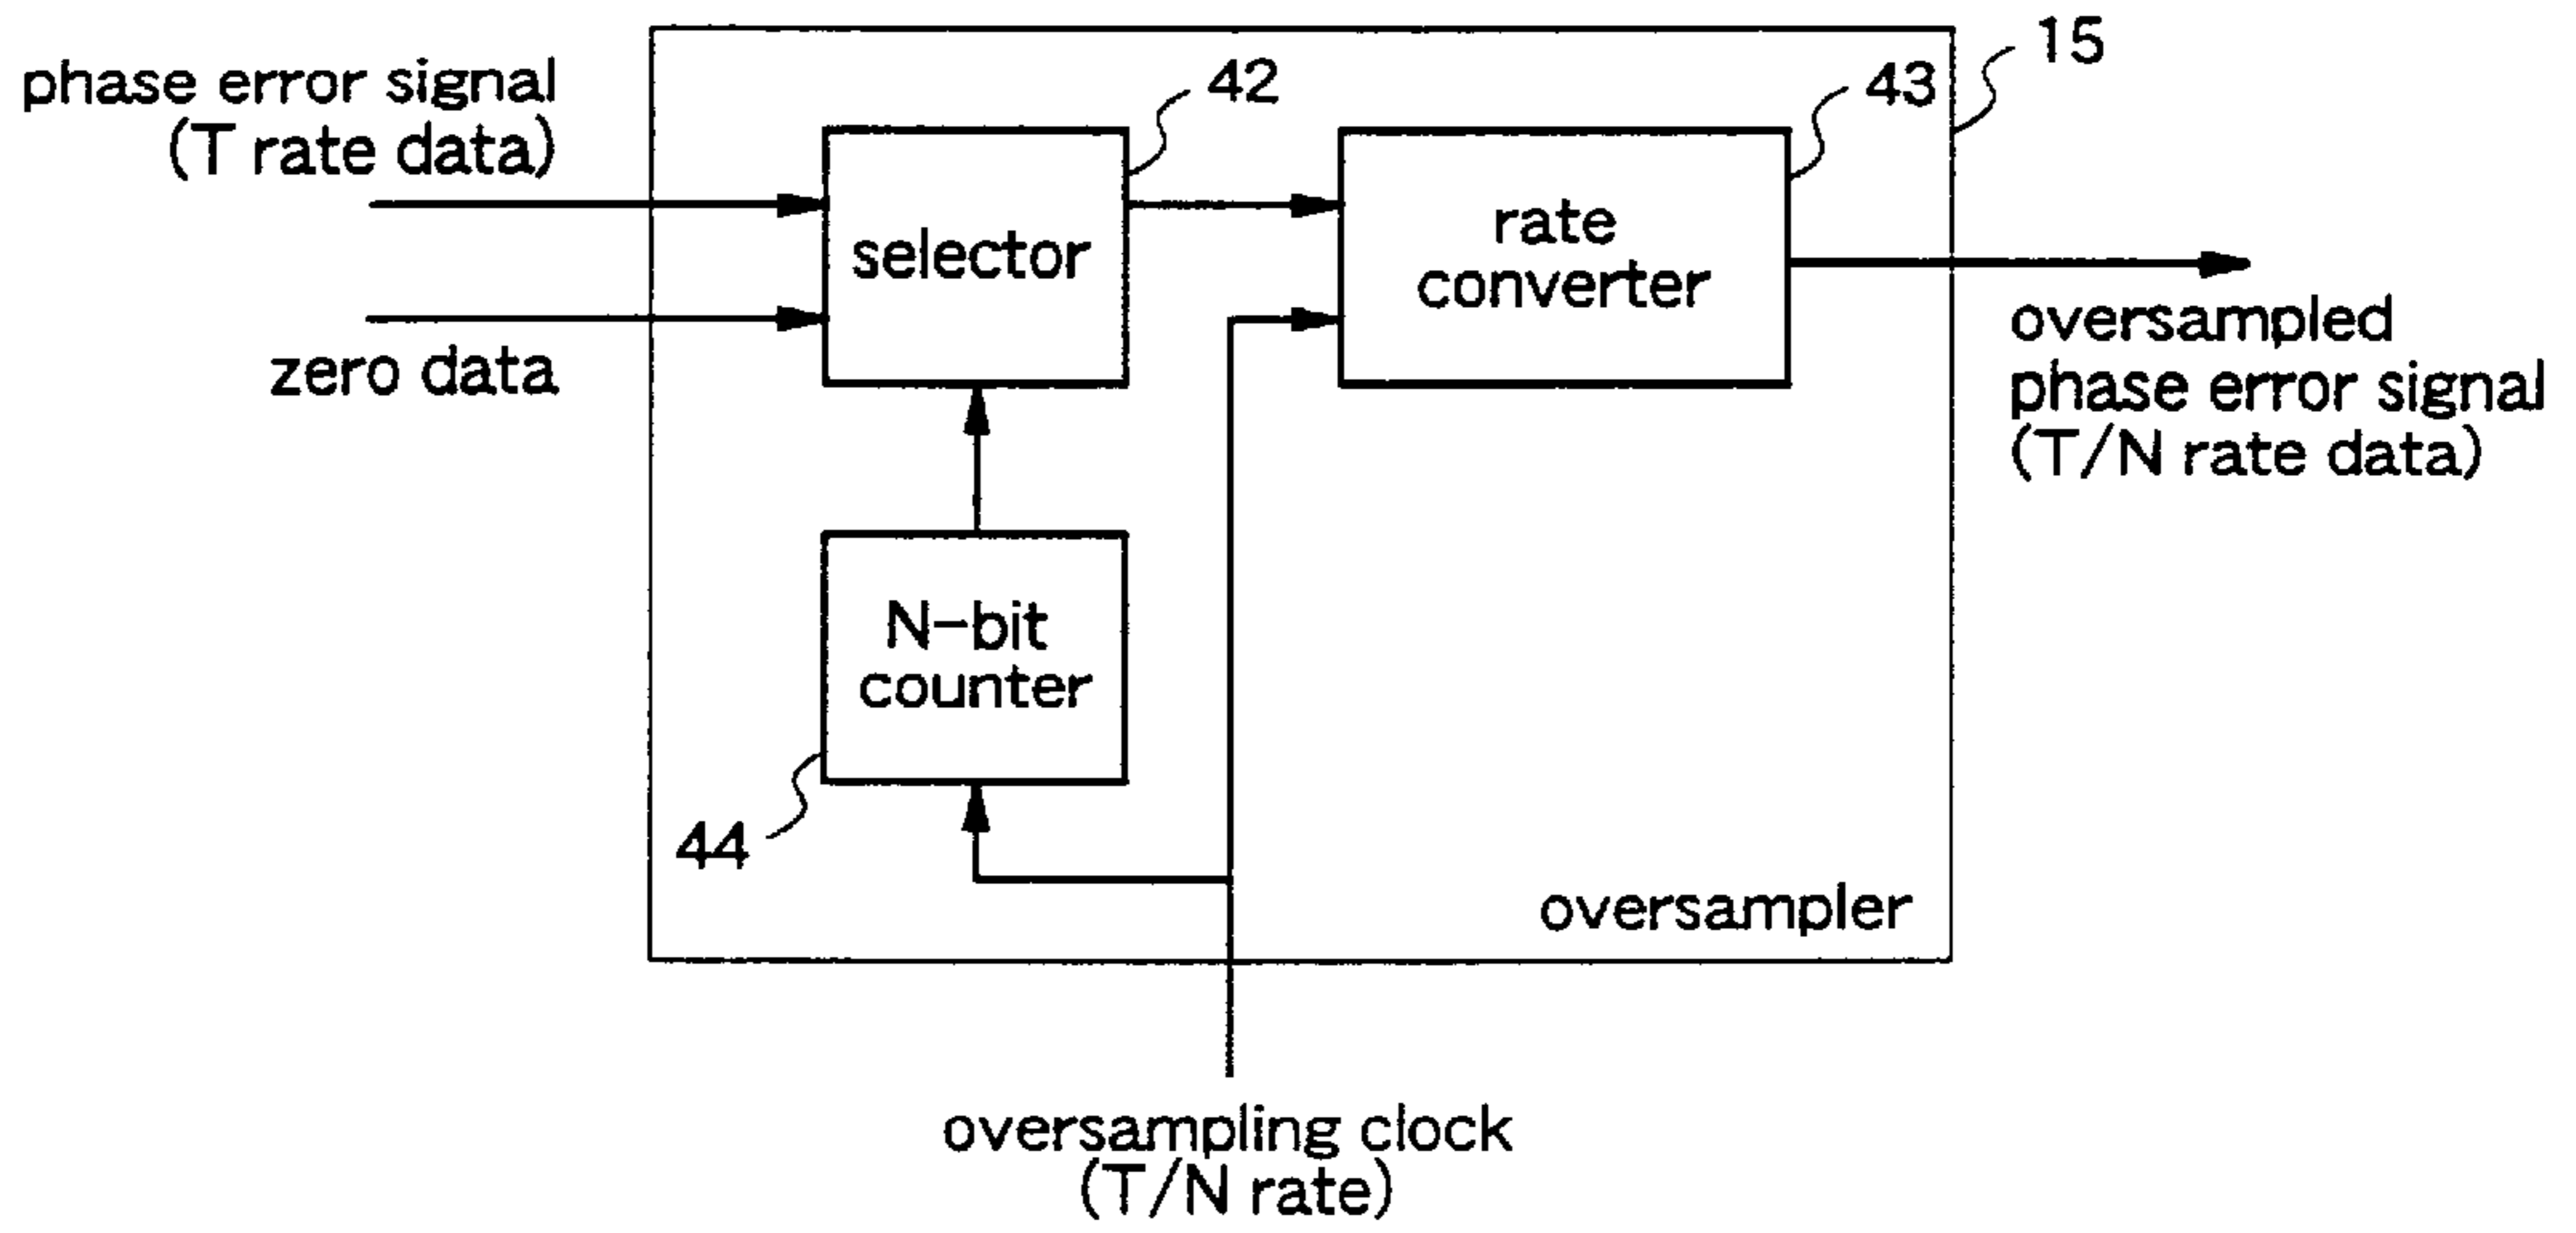 phase error signal
(T rate data)
zero data
42
43
15
selector
rate
converter
oversampled
phase error signal
(T/N rate data)
N-bit
counter
44
oversampler
oversampling clock
(T/N rate)